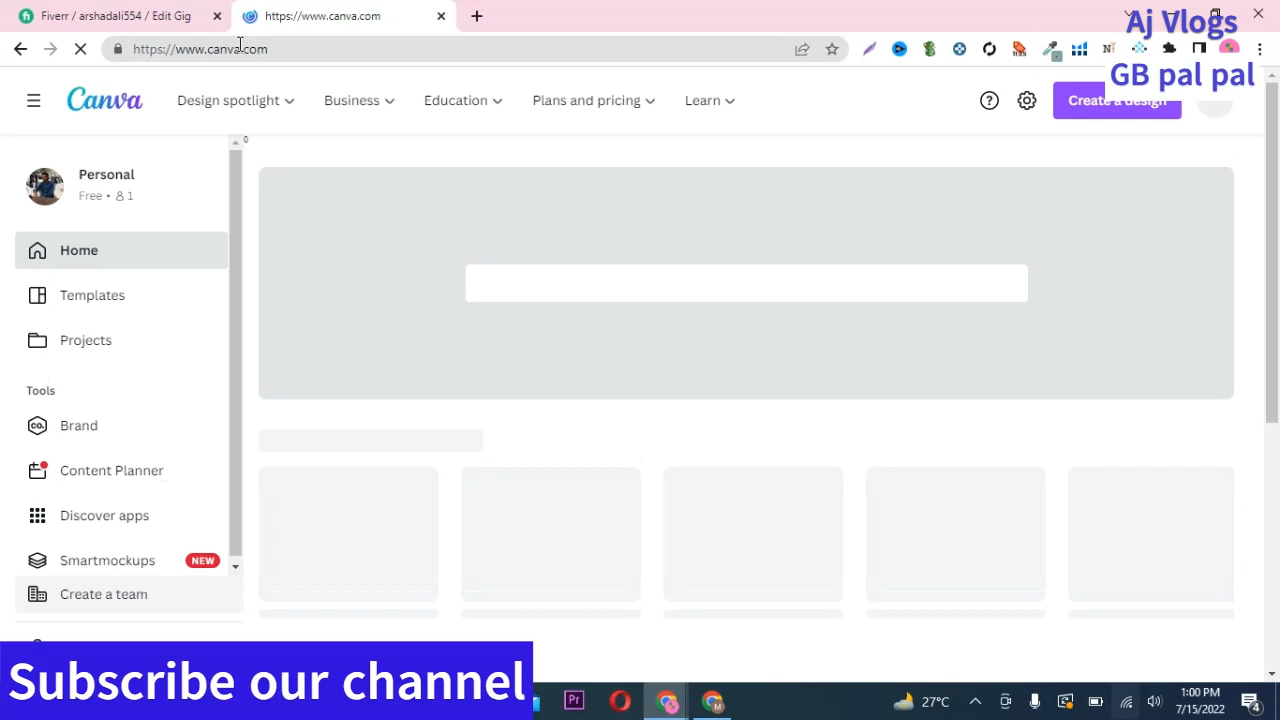 Fiverr / arshadali554 / Edit Gig
https://www.canva.com
Aj Vlogs
https://www.canva.com
GB pal pal
Canva
Design spotlight
Business
Education
Plans and pricing
Learn
Create a design
Personal
Free • 1
Home
Templates
Projects
Tools
Brand
Content Planner
Discover apps
Smartmockups NEW
Create a team
Subscribe our channel
Pr
27°C
1:00 PM
7/15/2022
4